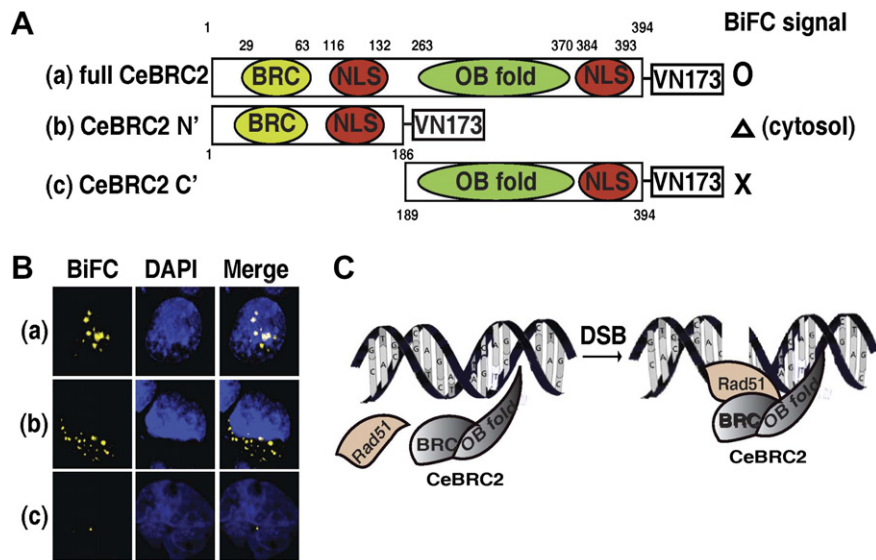 A
BiFC signal
1
394
29 63 116 132 263 370 384 393
(a) full CeBRC2 BRC NLS OB fold NLS VN173 O
(b) CeBRC2 N' BRC NLS VN173 Δ (cytosol)
1 186
(c) CeBRC2 C' OB fold NLS VN173 X
189 394
B
BiFC DAPI Merge
(a)
(b)
(c)
C
DSB
Rad51
BRC OB fold
CeBRC2
Rad51
BRC OB fold
CeBRC2